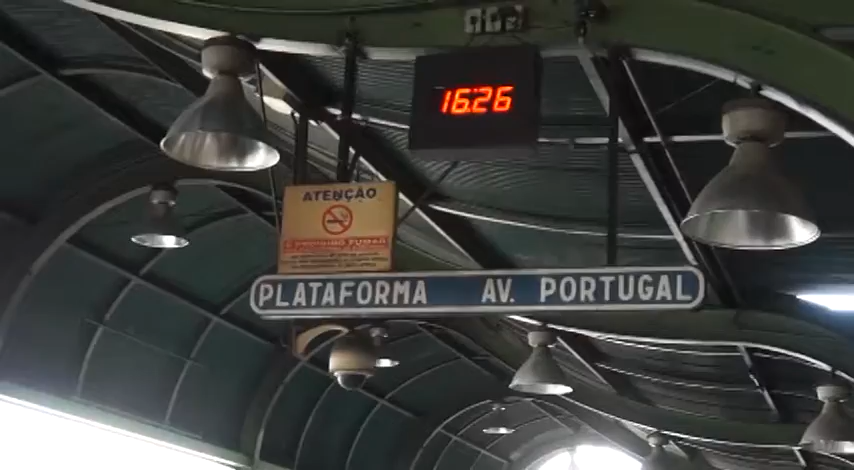 16.26
ATENÇÃO
É PROIBIDO FUMAR
PLATAFORMA AV. PORTUGAL